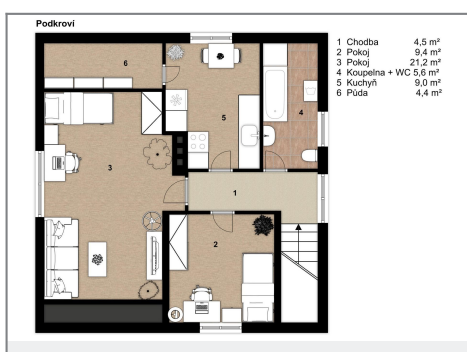 Podkroví
1 Chodba 4,5 m²
2 Pokoj 9,4 m²
3 Pokoj 21,2 m²
4 Koupelna + WC 5,6 m²
5 Kuchyň 9,0 m²
6 Půda 4,4 m²
6
5
4
3
1
2